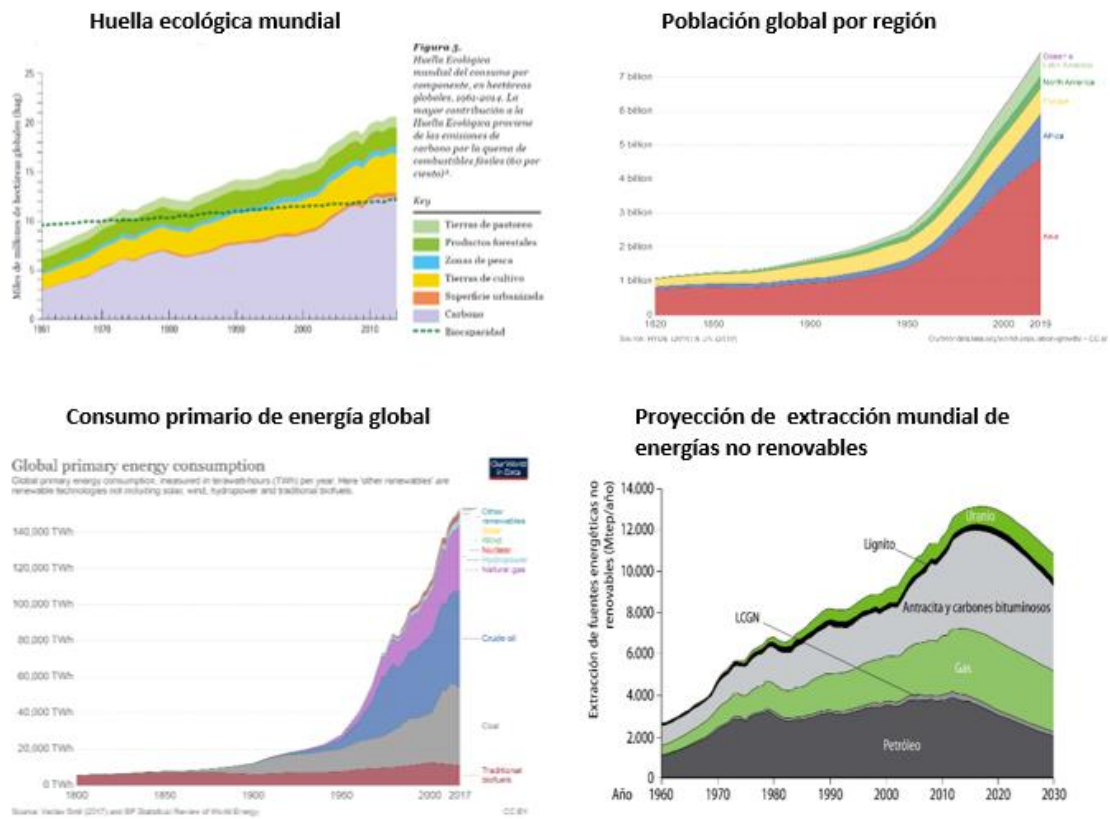 Huella ecológica mundial
Figura 3.
Huella Ecológica
mundial del consumo por
componente, en hectáreas
globales, 1961-2014. La
mayor contribución a la
Huella Ecológica proviene
de las emisiones de
carbono por la quema de
combustibles fósiles (60 por
ciento)
Key
Tierras de pastoreo
Productos forestales
Zonas de pesca
Tierras de cultivo
Superficie urbanizada
Carbono
Biocapacidad
Miles de millones de hectáreas globales (hag)
25
20
15
10
5
0
1961
1970
1980
1990
2000
2010
Población global por región
7 billion
6 billion
5 billion
4 billion
3 billion
2 billion
1 billion
Oceania
Latin America
North America
Europe
Africa
Asia
1820
1850
1900
1950
2000
2019
Consumo primario de energía global
Global primary energy consumption
Our World
in Data
Global primary energy consumption, measured in terawatt-hours (TWh) per year. Here 'other renewables' are
renewable technologies not including solar, wind, hydropower and traditional biofuels.
140,000 TWh
120,000 TWh
100,000 TWh
80,000 TWh
60,000 TWh
40,000 TWh
20,000 TWh
0 TWh
Other
renewables
Solar
Wind
Nuclear
Hydropower
Natural gas
Crude oil
Coal
Traditional
biofuels
1800
1850
1900
1950
2000
2017
Source: Vaclav Smil (2017) and BP Statistical Review of World Energy
CC BY
Proyección de extracción mundial de
energías no renovables
Extracción de fuentes energéticas no
renovables (Mtep/año)
14.000
12.000
10.000
8.000
6.000
4.000
2.000
0
Uranio
Lignito
Antracita y carbones bituminosos
LCGN
Gas
Petróleo
Año
1960
1970
1980
1990
2000
2010
2020
2030